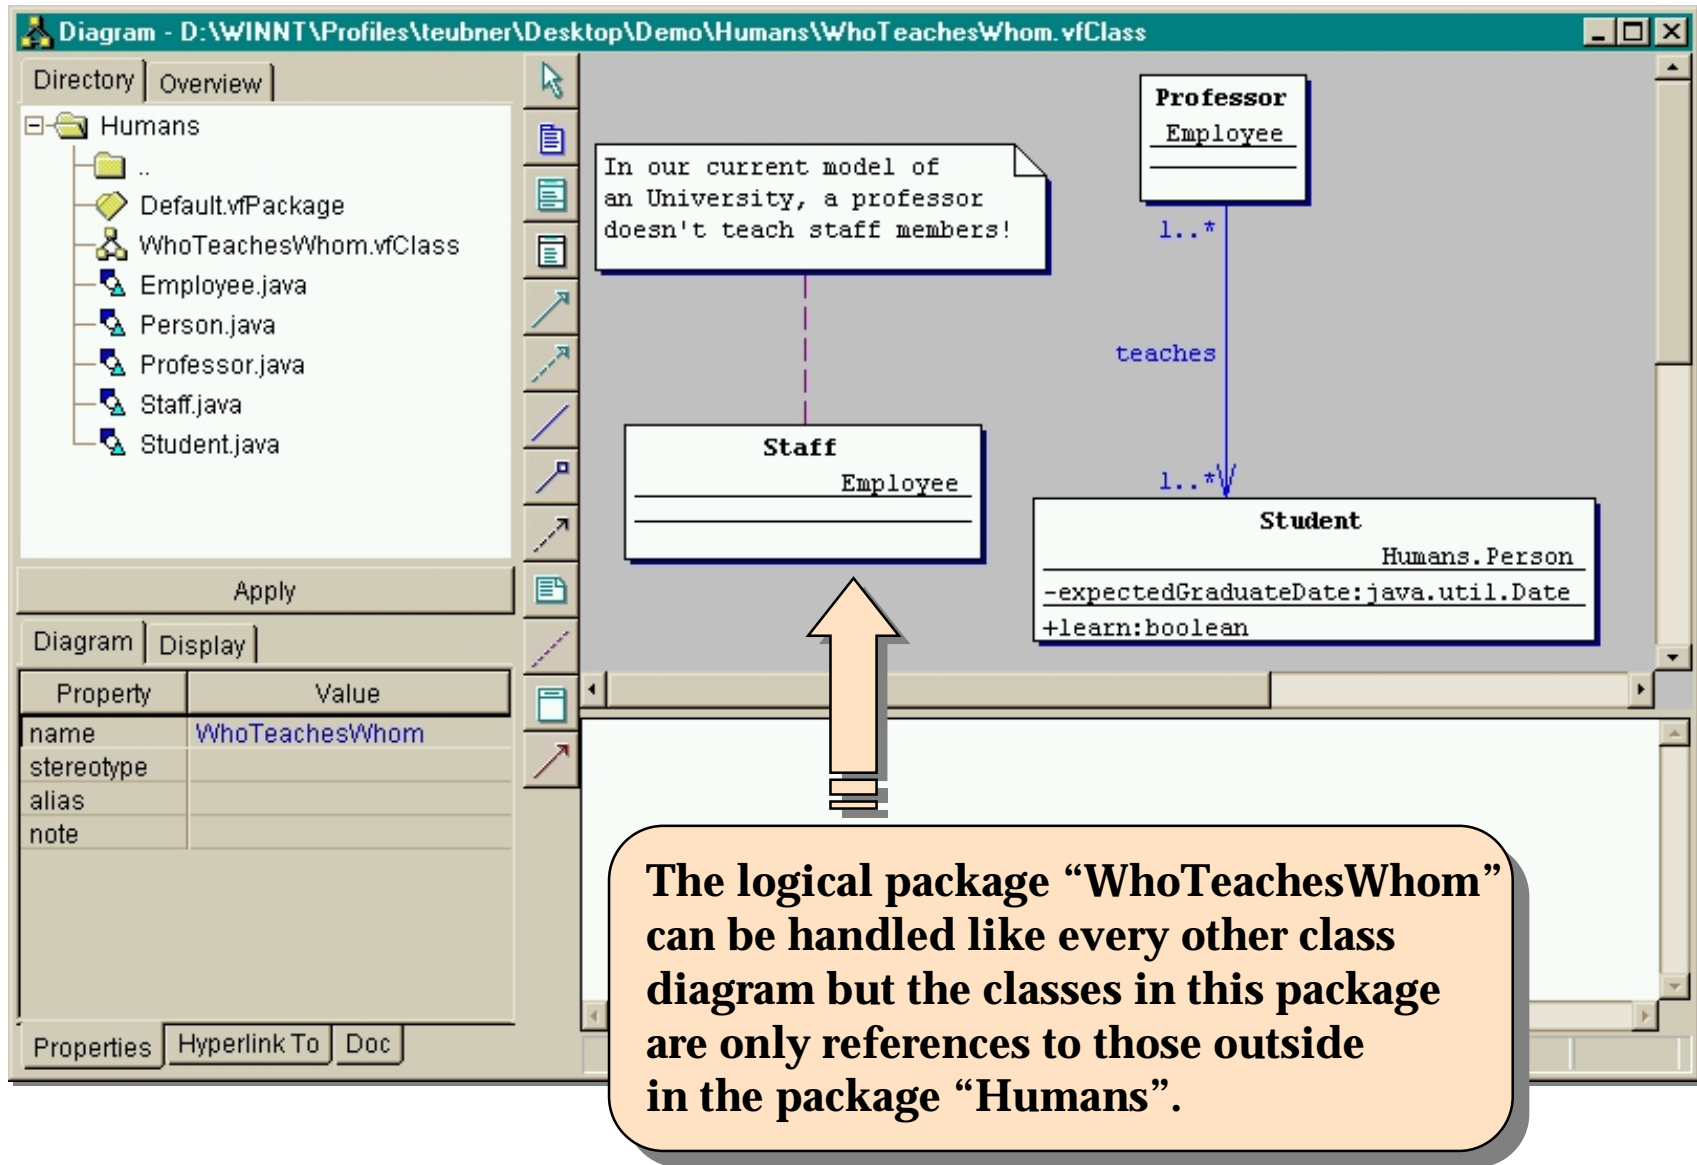 Diagram - D:\WINNT\Profiles\teubner\Desktop\Demo\Humans\WhoTeachesWhom.vfClass
Directory
Overview
Humans
..
Default.vfPackage
WhoTeachesWhom.vfClass
Employee.java
Person.java
Professor.java
Staff.java
Student.java
Apply
Diagram
Display
Property
Value
name
WhoTeachesWhom
stereotype
alias
note
Properties
Hyperlink To
Doc
In our current model of
an University, a professor
doesn't teach staff members!
Professor
Employee
1..*
teaches
1..*
Staff
Employee
Student
Humans.Person
-expectedGraduateDate:java.util.Date
+learn:boolean
The logical package “WhoTeachesWhom”
can be handled like every other class
diagram but the classes in this package
are only references to those outside
in the package “Humans”.